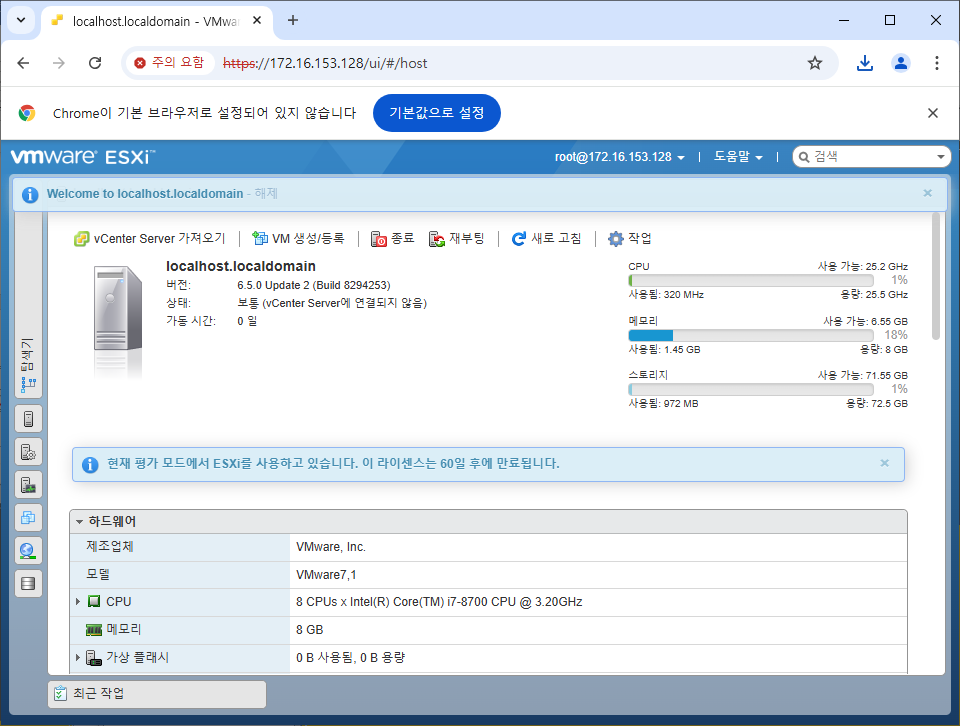 localhost.localdomain - VMwa
주의 요함
https://172.16.153.128/ui/#/host
Chrome이 기본 브라우저로 설정되어 있지 않습니다
기본값으로 설정
vmware ESXi™
root@172.16.153.128
도움말
검색
Welcome to localhost.localdomain - 해제
탐색기
vCenter Server 가져오기
VM 생성/등록
종료
재부팅
새로 고침
작업
localhost.localdomain
버전: 6.5.0 Update 2 (Build 8294253)
상태: 보통 (vCenter Server에 연결되지 않음)
가동 시간: 0 일
CPU 사용 가능: 25.2 GHz
1%
사용됨: 320 MHz 용량: 25.5 GHz
메모리 사용 가능: 6.55 GB
18%
사용됨: 1.45 GB 용량: 8 GB
스토리지 사용 가능: 71.55 GB
1%
사용됨: 972 MB 용량: 72.5 GB
현재 평가 모드에서 ESXi를 사용하고 있습니다. 이 라이센스는 60일 후에 만료됩니다.
하드웨어
제조업체 VMware, Inc.
모델 VMware7,1
CPU 8 CPUs x Intel(R) Core(TM) i7-8700 CPU @ 3.20GHz
메모리 8 GB
가상 플래시 0 B 사용됨, 0 B 용량
최근 작업